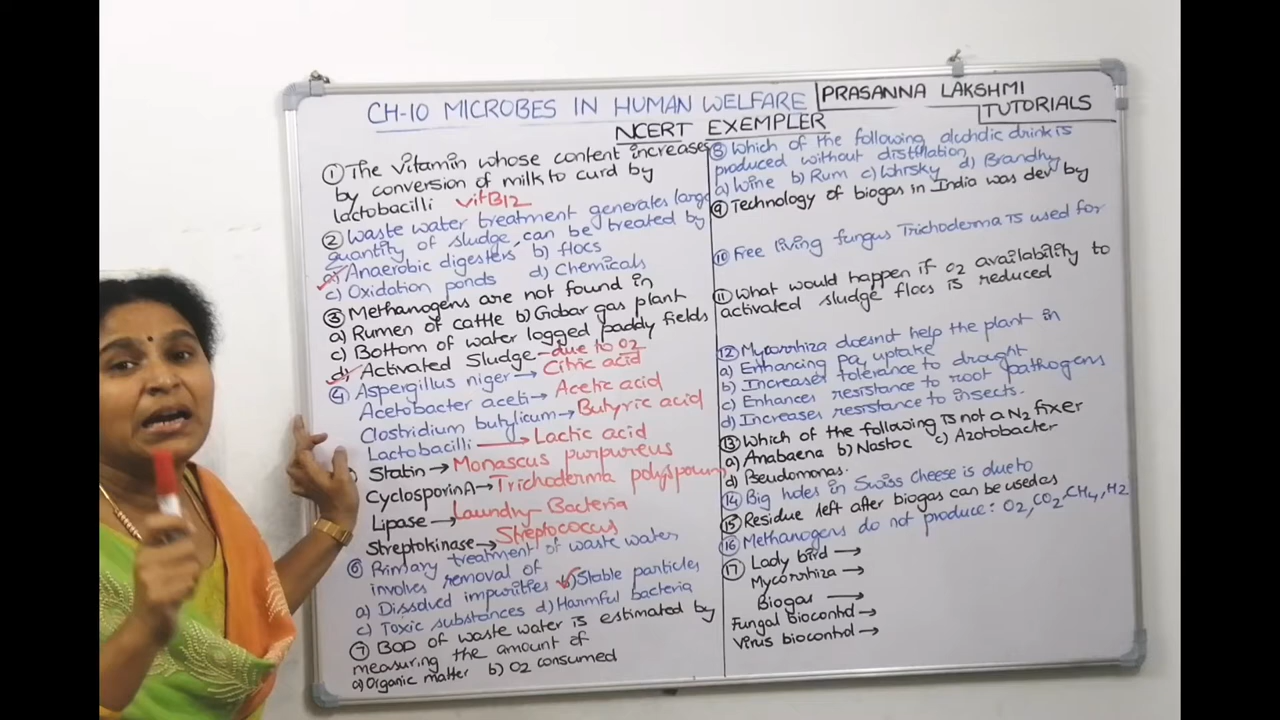 CH-10 MICROBES IN HUMAN WELFARE
PRASANNA LAKSHMI
TUTORIALS
NCERT EXEMPLER
① The Vitamin whose content increases
by conversion of milk to curd by
lactobacilli VitB12
② Waste water treatment generates large
quantity of sludge can be treated by
a) Anaerobic digesters b) flocs
c) Oxidation ponds d) Chemicals
③ Methanogens are not found in
a) Rumen of cattle b) Gobar gas plant
c) Bottom of water logged paddy fields
d) Activated Sludge - due to O2
④ Aspergillus niger → Citric acid
Acetobacter aceti → Acetic acid
Clostridium butylicum → Butyric acid
Lactobacilli → Lactic acid
Statin → Monascus purpureus
Cyclosporin A → Trichoderma polysporum
Lipase → Laundry Bacteria
Streptokinase → Streptococcus
⑥ Primary treatment of waste water
involves removal of
a) Dissolved impurities b) Stable particles
c) Toxic substances d) Harmful bacteria
⑦ BOD of waste water is estimated by
measuring the amount of
a) Organic matter b) O2 consumed
⑧ Which of the following alcoholic drink is
produced without distillation
a) Wine b) Rum c) Whisky d) Brandhy
⑨ Technology of biogas in India was dev by
⑩ Free living fungus Trichoderma is used for
⑪ What would happen if O2 availability to
activated sludge flocs is reduced
⑫ Mycorrhiza doesnt help the plant in
a) Enhancing PO4 uptake
b) Increases tolerance to drought
c) Enhances resistance to root pathogens
d) Increases resistance to insects.
⑬ Which of the following is not a N2 fixer
a) Anabaena b) Nostoc c) Azotobacter
d) Pseudomonas.
⑭ Big holes in Swiss cheese is due to
⑮ Residue left after biogas can be used as
⑯ Methanogens do not produce: O2, CO2, CH4, H2
⑰ Lady bird →
Mycorrhiza →
Biogas →
Fungal biocontrol →
Virus biocontrol →